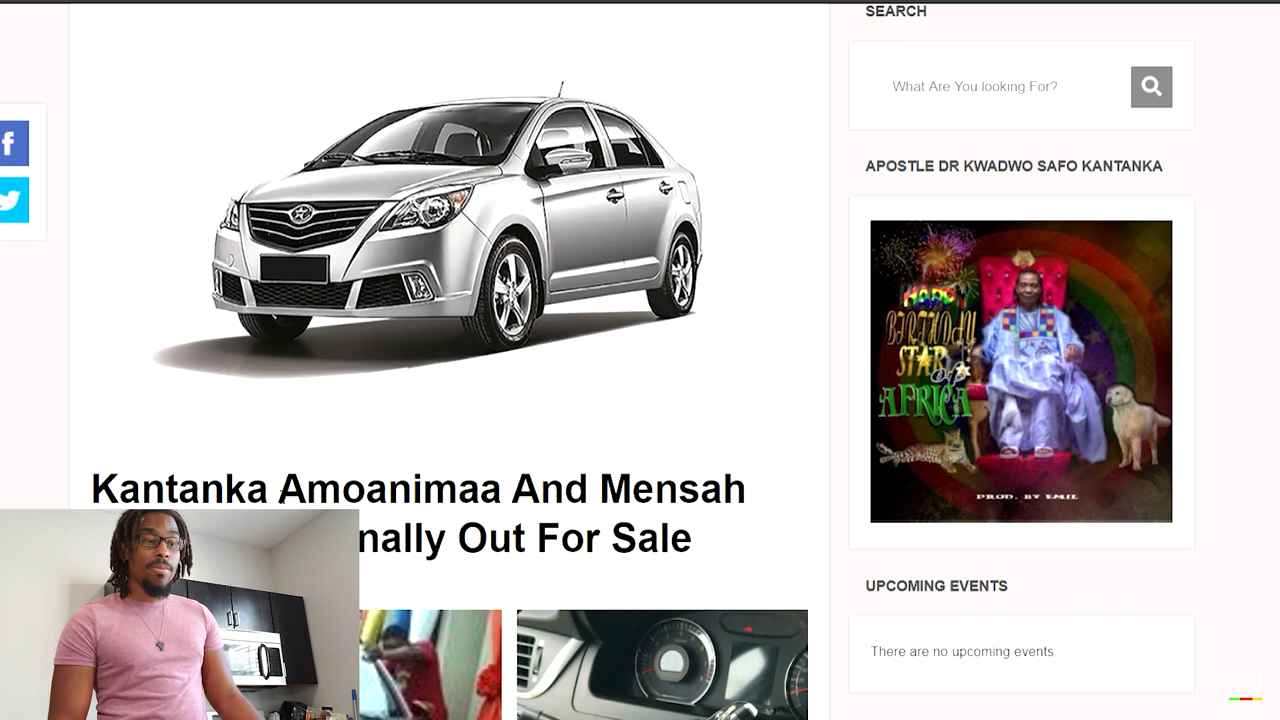 SEARCH
What Are You looking For?
APOSTLE DR KWADWO SAFO KANTANKA
HAPPY
BIRTHDAY
STAR
of
AFRICA
PROD. BY EMIL
Kantanka Amoanimaa And Mensah
nally Out For Sale
UPCOMING EVENTS
There are no upcoming events.